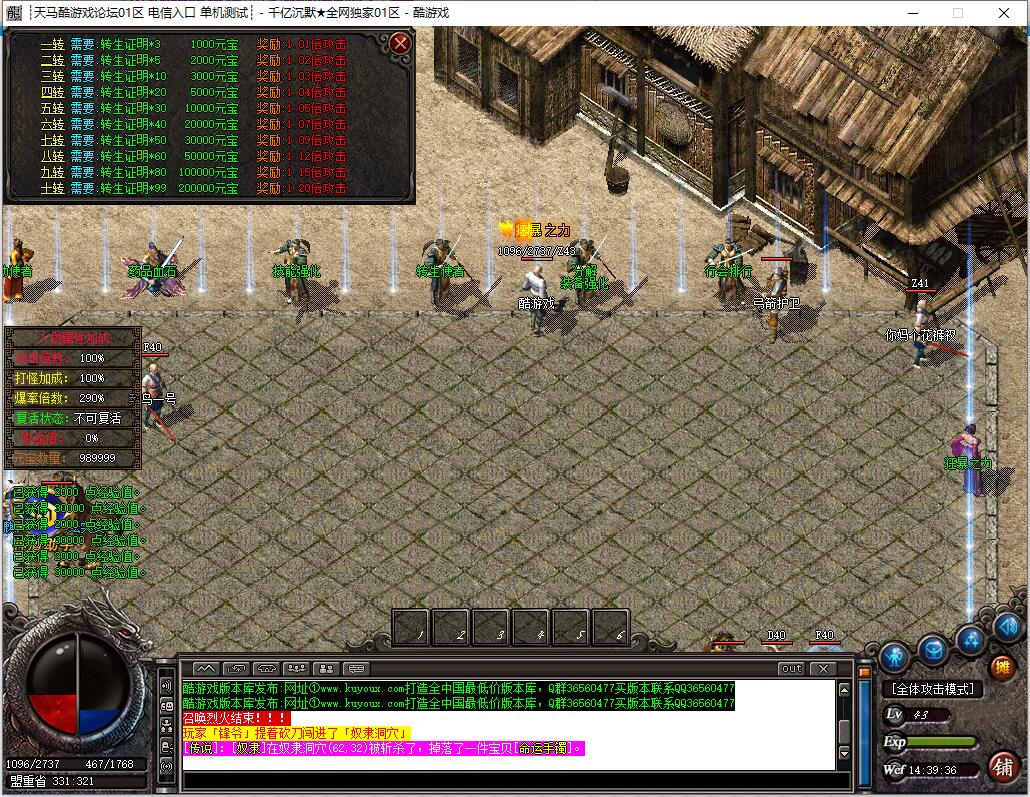 天马酷游戏论坛01区 电信入口 单机测试 - 千亿沉默★全网独家01区 - 酷游戏
一转 需要:转生证明*3 1000元宝 奖励:1.01倍攻击
二转 需要:转生证明*5 2000元宝 奖励:1.02倍攻击
三转 需要:转生证明*10 3000元宝 奖励:1.03倍攻击
四转 需要:转生证明*20 5000元宝 奖励:1.04倍攻击
五转 需要:转生证明*30 10000元宝 奖励:1.05倍攻击
六转 需要:转生证明*40 20000元宝 奖励:1.07倍攻击
七转 需要:转生证明*50 30000元宝 奖励:1.09倍攻击
八转 需要:转生证明*60 50000元宝 奖励:1.12倍攻击
九转 需要:转生证明*80 100000元宝 奖励:1.15倍攻击
十转 需要:转生证明*99 200000元宝 奖励:1.20倍攻击
狂暴之力
1096/2737/Z43
使者
药品血石
技能强化
转生使者
分解
装备强化
行会排行
酷游戏
弓箭护卫
Z41
你妈个花裤衩
人物属性加成
攻击倍数: 100%
打怪加成: 100%
爆率倍数: 290%
复活状态:不可复活
0%
元宝数量: 989999
E40
号
狂暴之力
已获得 2000 点经验值。
已获得 30000 点经验值。
已获得 2000 点经验值。
已获得 30000 点经验值。
已获得 2000 点经验值。
已获得 30000 点经验值。
1 2 3 4 5 6
D40
E40
out
酷游戏版本库发布:网址①www.kuyoux.com打造全中国最低价版本库，Q群36560477买版本联系QQ36560477
酷游戏版本库发布:网址①www.kuyoux.com打造全中国最低价版本库，Q群36560477买版本联系QQ36560477
召唤烈火结束！！！
玩家「锋爷」提着砍刀闯进了「奴隶洞穴」
[传说]：[奴隶]在奴隶洞穴(62,32)被斩杀了，掉落了一件宝贝[命运手镯]。
摊
[全体攻击模式]
Lv 43
Exp
Wef 14:39:36
铺
1096/2737 467/1768
盟重省 331:321